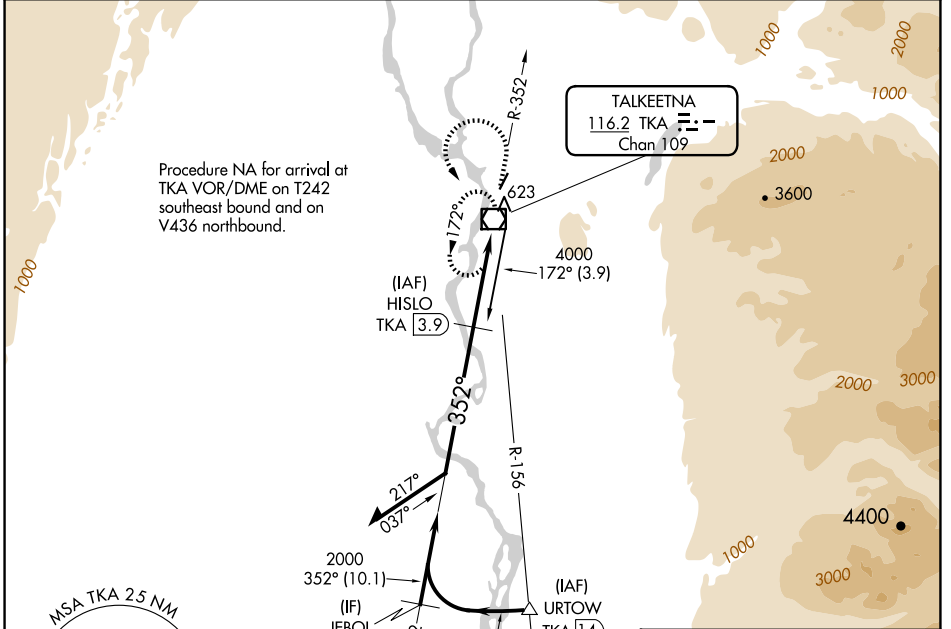 1000
2000
1000
R-352
TALKEETNA
116.2 TKA
Chan 109
2000
Procedure NA for arrival at
TKA VOR/DME on T242
southeast bound and on
V436 northbound.
623
3600
172°
4000
172° (3.9)
1000
(IAF)
HISLO
TKA 3.9
352°
2000
3000
R-156
217°
037°
4400
1000
2000
352° (10.1)
3000
(IAF)
URTOW
TKA 14
(IF)
MSA TKA 25 NM